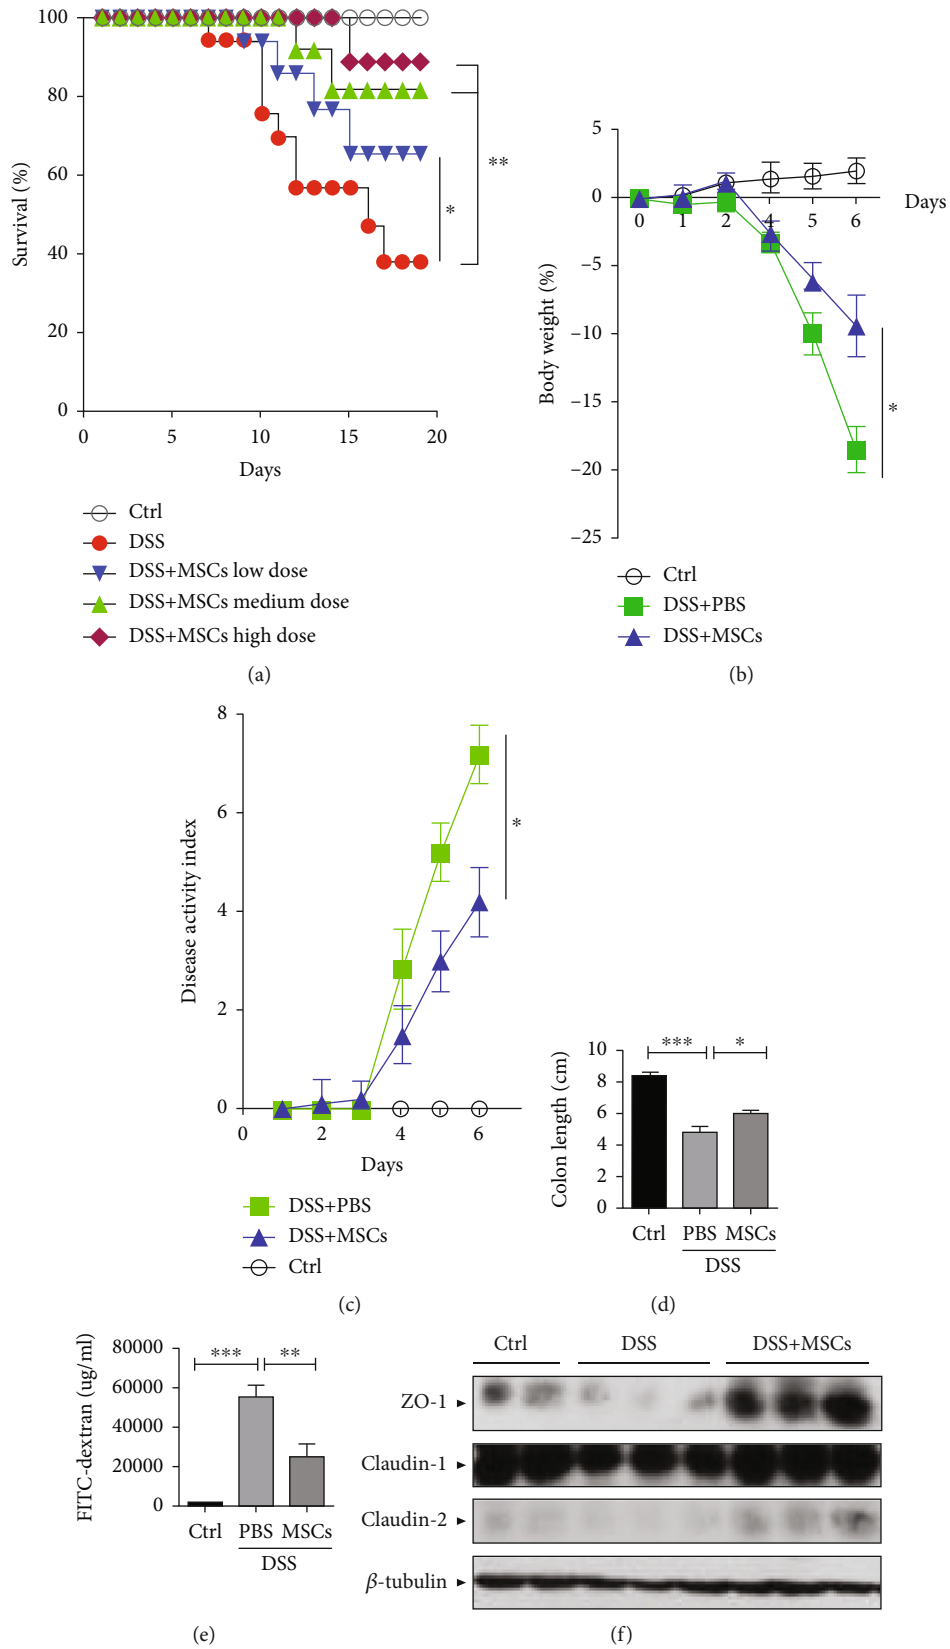 100
80
60
40
20
0
Survival (%)
0 5 10 15 20
Days
**
*
Ctrl
DSS
DSS+MSCs low dose
DSS+MSCs medium dose
DSS+MSCs high dose
(a)
5
0
−5
−10
−15
−20
−25
Body weight (%)
0 1 2 4 5 6
Days
*
Ctrl
DSS+PBS
DSS+MSCs
(b)
8
6
4
2
0
Disease activity index
0 2 4 6
Days
*
DSS+PBS
DSS+MSCs
Ctrl
(c)
10
8
6
4
2
0
Colon length (cm)
*** *
Ctrl PBS MSCs
DSS
(d)
80000
60000
40000
20000
0
FITC-dextran (ug/ml)
*** **
Ctrl PBS MSCs
DSS
(e)
Ctrl DSS DSS+MSCs
ZO-1
Claudin-1
Claudin-2
β-tubulin
(f)